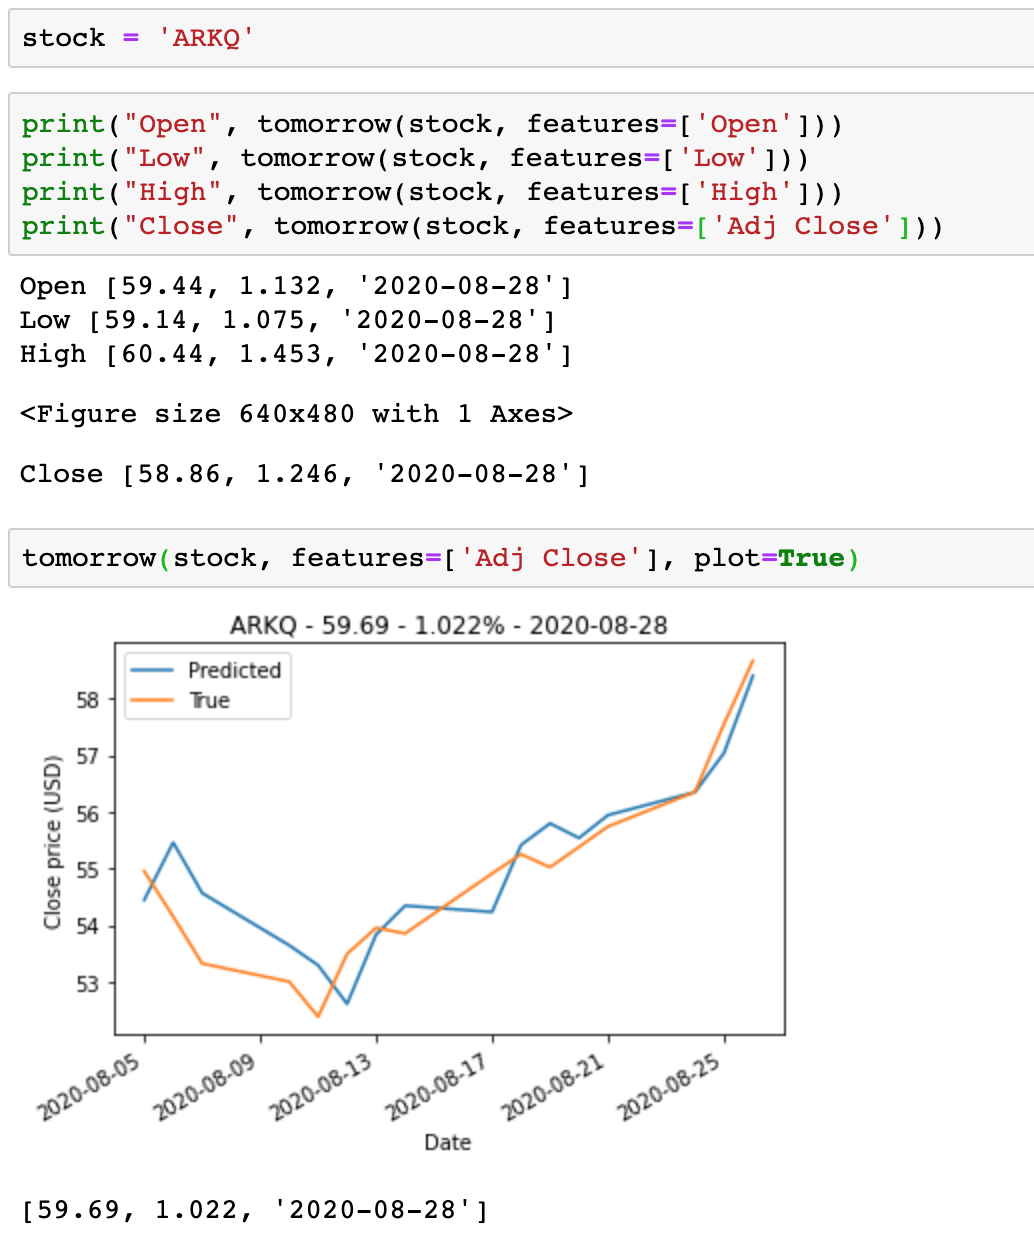 stock = 'ARKQ'
print("Open", tomorrow(stock, features=['Open']))
print("Low", tomorrow(stock, features=['Low']))
print("High", tomorrow(stock, features=['High']))
print("Close", tomorrow(stock, features=['Adj Close']))
Open [59.44, 1.132, '2020-08-28']
Low [59.14, 1.075, '2020-08-28']
High [60.44, 1.453, '2020-08-28']
<Figure size 640x480 with 1 Axes>
Close [58.86, 1.246, '2020-08-28']
tomorrow(stock, features=['Adj Close'], plot=True)
ARKQ - 59.69 - 1.022% - 2020-08-28
Predicted
True
Close price (USD)
58
57
56
55
54
53
2020-08-05
2020-08-09
2020-08-13
2020-08-17
2020-08-21
2020-08-25
Date
[59.69, 1.022, '2020-08-28']